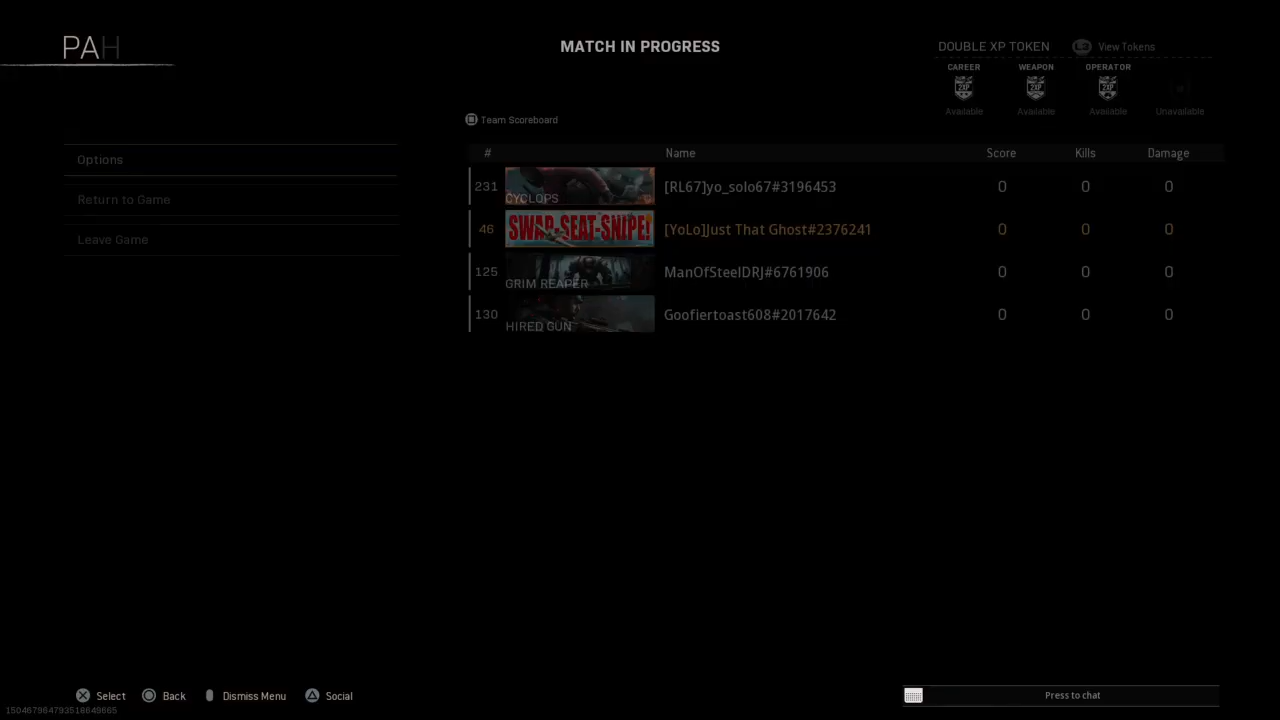 PAH
MATCH IN PROGRESS
DOUBLE XP TOKEN
View Tokens
CAREER WEAPON OPERATOR
2XP 2XP 2XP
Available Available Available Unavailable
Team Scoreboard
Options
Return to Game
Leave Game
# Name Score Kills Damage
231 CYCLOPS [RL67]yo_solo67#3196453 0 0 0
46 SWAP-SEAT-SNIPE! [YoLo]Just That Ghost#2376241 0 0 0
125 GRIM REAPER ManOfSteelDRJ#6761906 0 0 0
130 HIRED GUN Goofiertoast608#2017642 0 0 0
Select Back Dismiss Menu Social
Press to chat